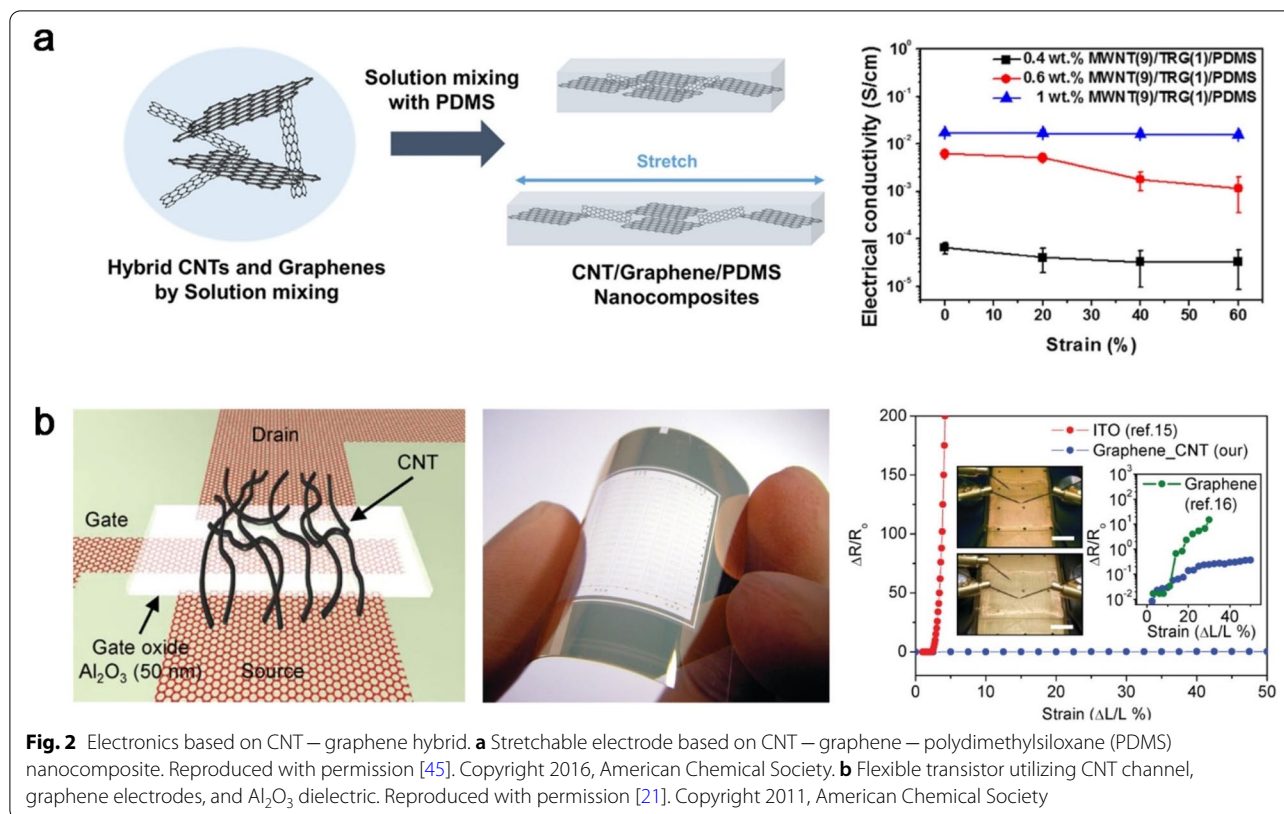 a
Solution mixing
with PDMS
Stretch
Hybrid CNTs and Graphenes
by Solution mixing
CNT/Graphene/PDMS
Nanocomposites
Electrical conductivity (S/cm)
10⁰
10⁻¹
10⁻²
10⁻³
10⁻⁴
10⁻⁵
0.4 wt.% MWNT(9)/TRG(1)/PDMS
0.6 wt.% MWNT(9)/TRG(1)/PDMS
1 wt.% MWNT(9)/TRG(1)/PDMS
0 10 20 30 40 50 60
Strain (%)
b
Drain
CNT
Gate
Gate oxide
Al₂O₃ (50 nm)
Source
ΔR/Rₒ
200
150
100
50
0
ITO (ref.15)
Graphene_CNT (our)
ΔR/Rₒ
10³
10²
10¹
10⁰
10⁻¹
10⁻²
Graphene
(ref.16)
0 20 40
Strain (ΔL/L %)
0 10 20 30 40 50
Strain (ΔL/L %)
Fig. 2 Electronics based on CNT – graphene hybrid. a Stretchable electrode based on CNT – graphene – polydimethylsiloxane (PDMS)
nanocomposite. Reproduced with permission [45]. Copyright 2016, American Chemical Society. b Flexible transistor utilizing CNT channel,
graphene electrodes, and Al₂O₃ dielectric. Reproduced with permission [21]. Copyright 2011, American Chemical Society